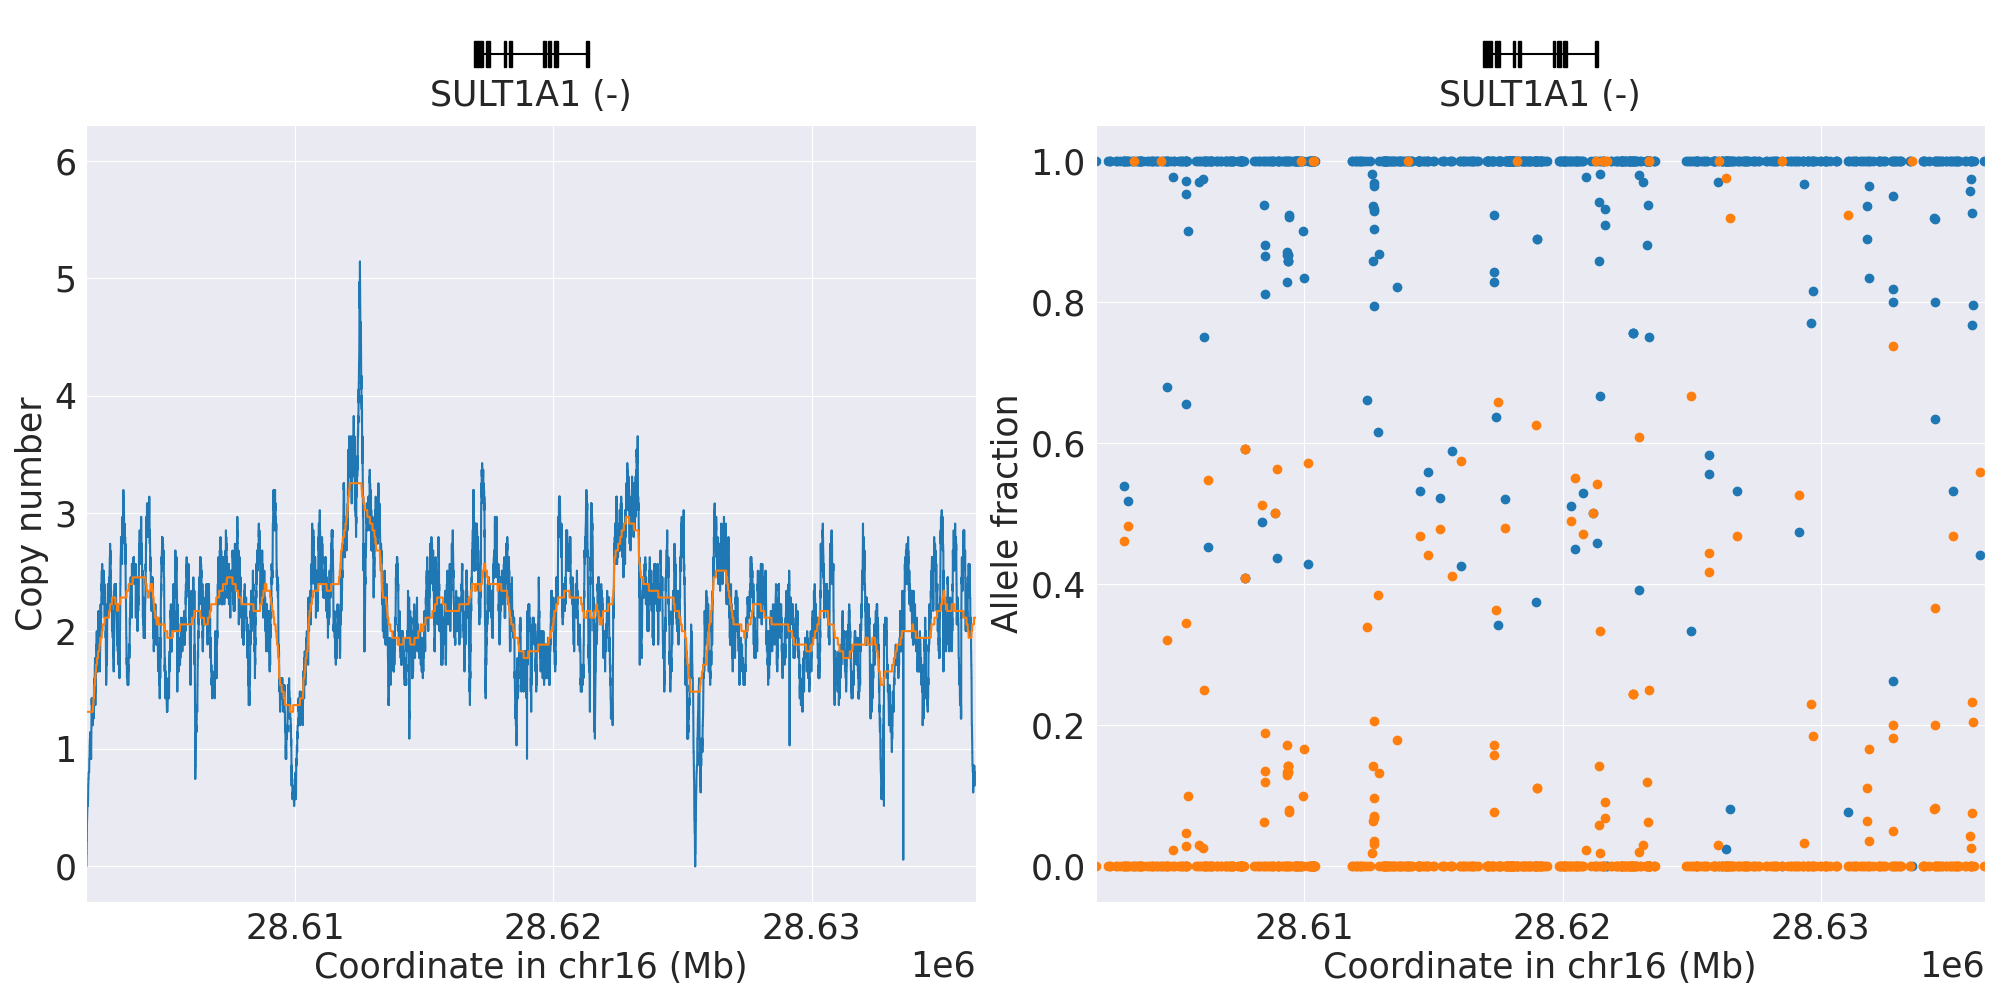 SULT1A1 (-)
6
5
4
3
2
1
0
Copy number
28.61
28.62
28.63
Coordinate in chr16 (Mb)
1e6
SULT1A1 (-)
1.0
0.8
0.6
0.4
0.2
0.0
Allele fraction
28.61
28.62
28.63
Coordinate in chr16 (Mb)
1e6